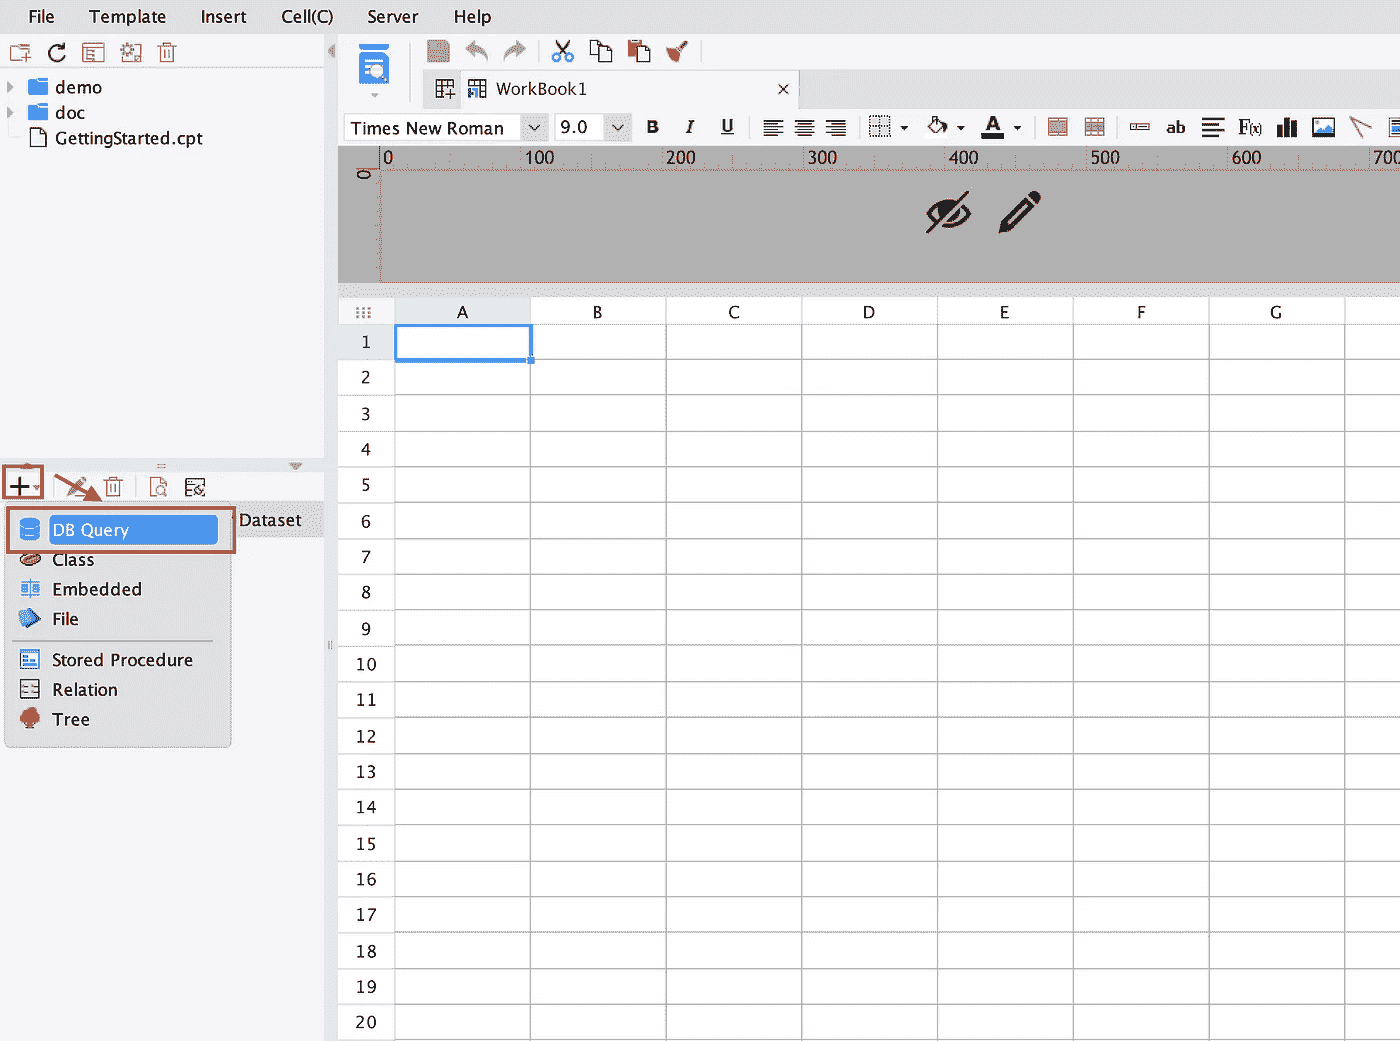 File Template Insert Cell(C) Server Help
demo
doc
GettingStarted.cpt
WorkBook1
Times New Roman 9.0 B I U A ab F(x)
0 100 200 300 400 500 600 700
0
A B C D E F G
1
2
3
4
5
6
7
8
9
10
11
12
13
14
15
16
17
18
19
20
Dataset
DB Query
Class
Embedded
File
Stored Procedure
Relation
Tree